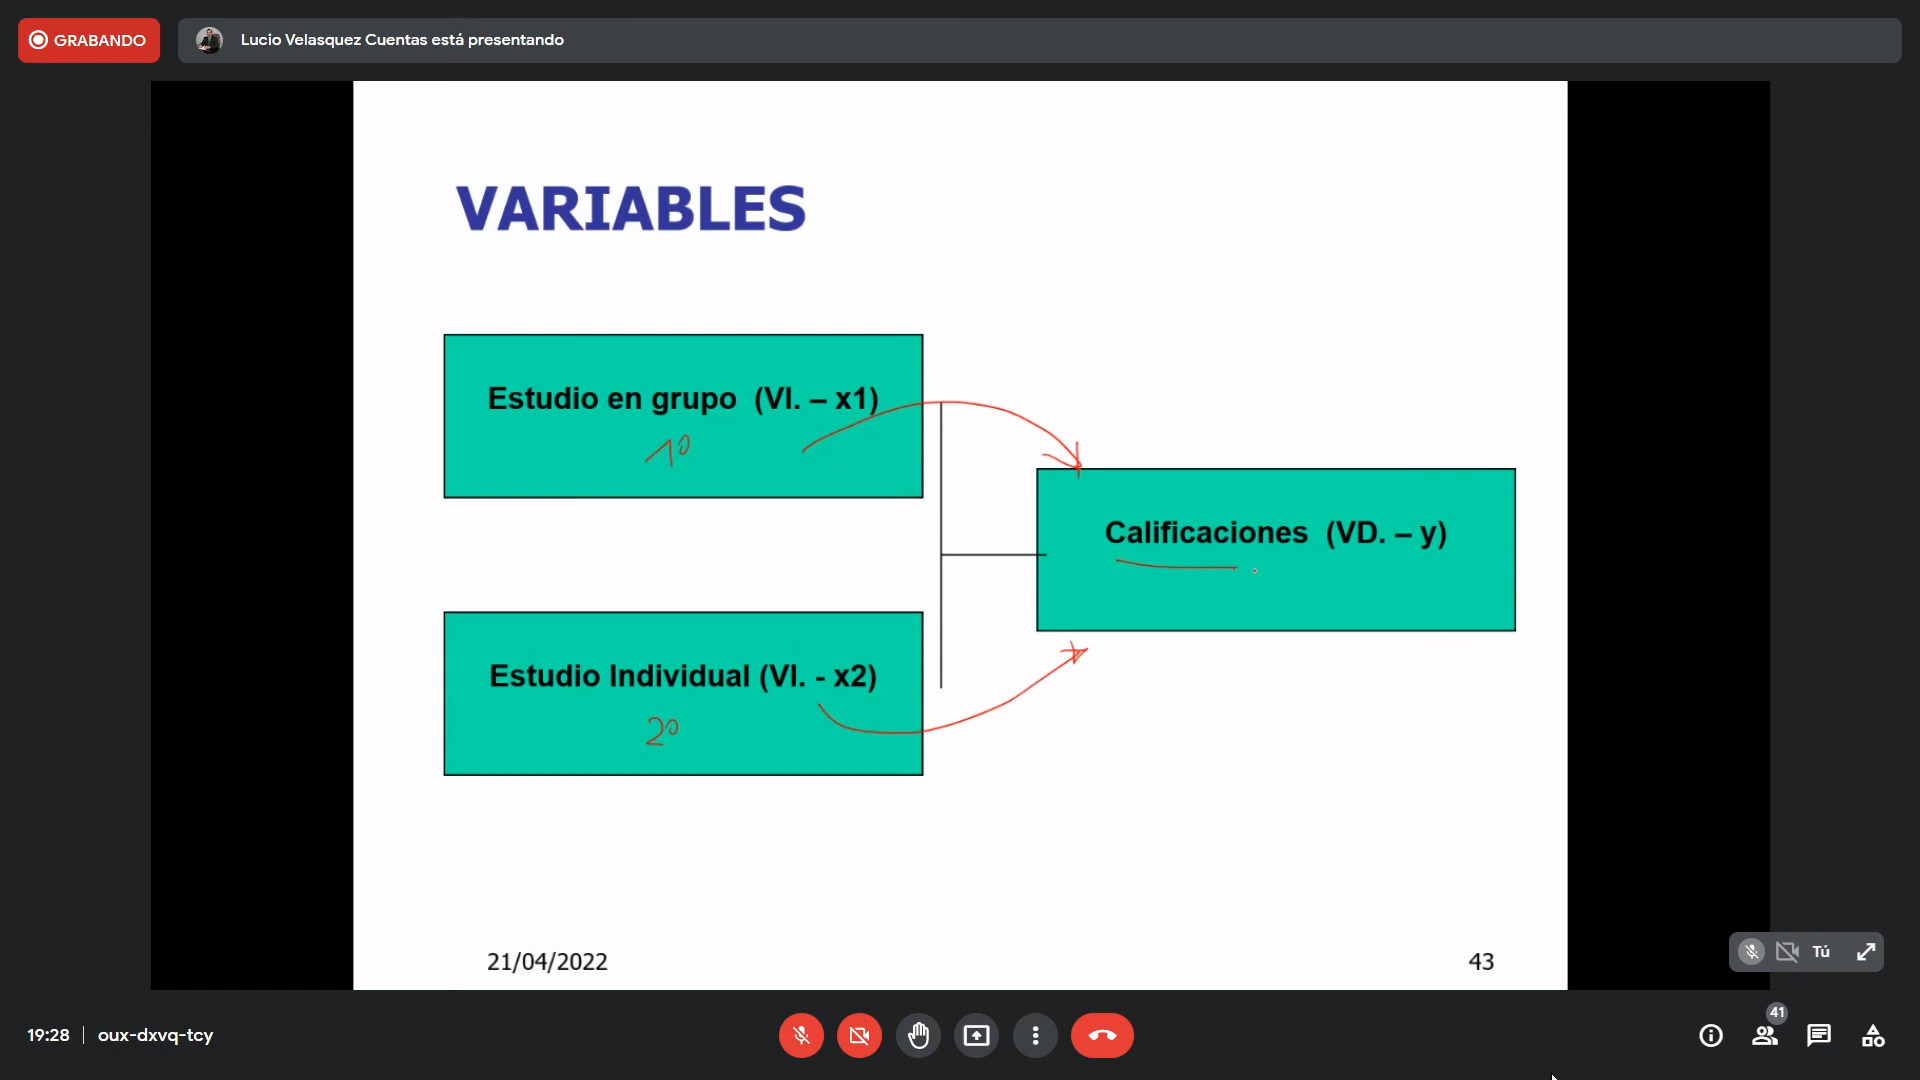 GRABANDO
Lucio Velasquez Cuentas está presentando
VARIABLES
Estudio en grupo (VI. – x1)
1º
Calificaciones (VD. – y)
Estudio Individual (VI. - x2)
2º
21/04/2022
43
Tú
19:28 | oux-dxvq-tcy
41